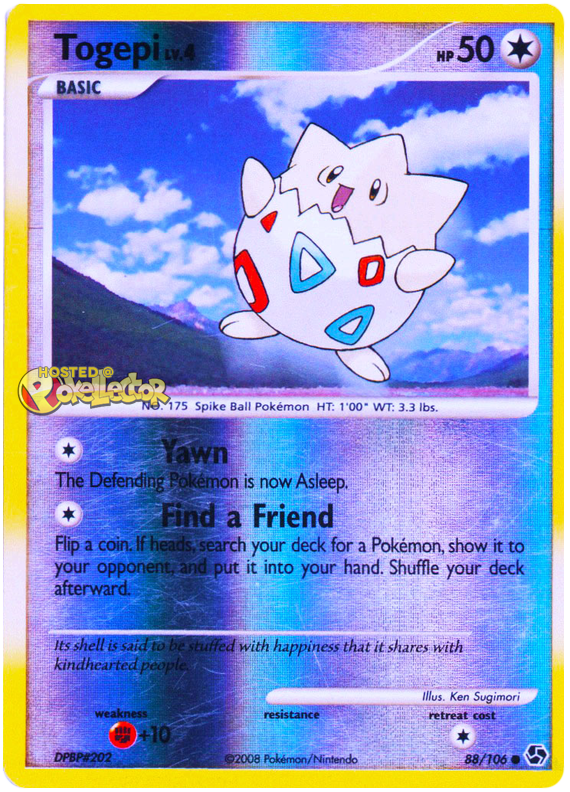 Togepi LV.4 HP 50
BASIC
HOSTED @
Pokellector
NO. 175 Spike Ball Pokémon HT: 1'00" WT: 3.3 lbs.
Yawn
The Defending Pokémon is now Asleep.
Find a Friend
Flip a coin. If heads, search your deck for a Pokémon, show it to
your opponent, and put it into your hand. Shuffle your deck
afterward.
Its shell is said to be stuffed with happiness that it shares with
kindhearted people.
Illus. Ken Sugimori
weakness resistance retreat cost
+10
DPBP#202 ©2008 Pokémon/Nintendo 88/106